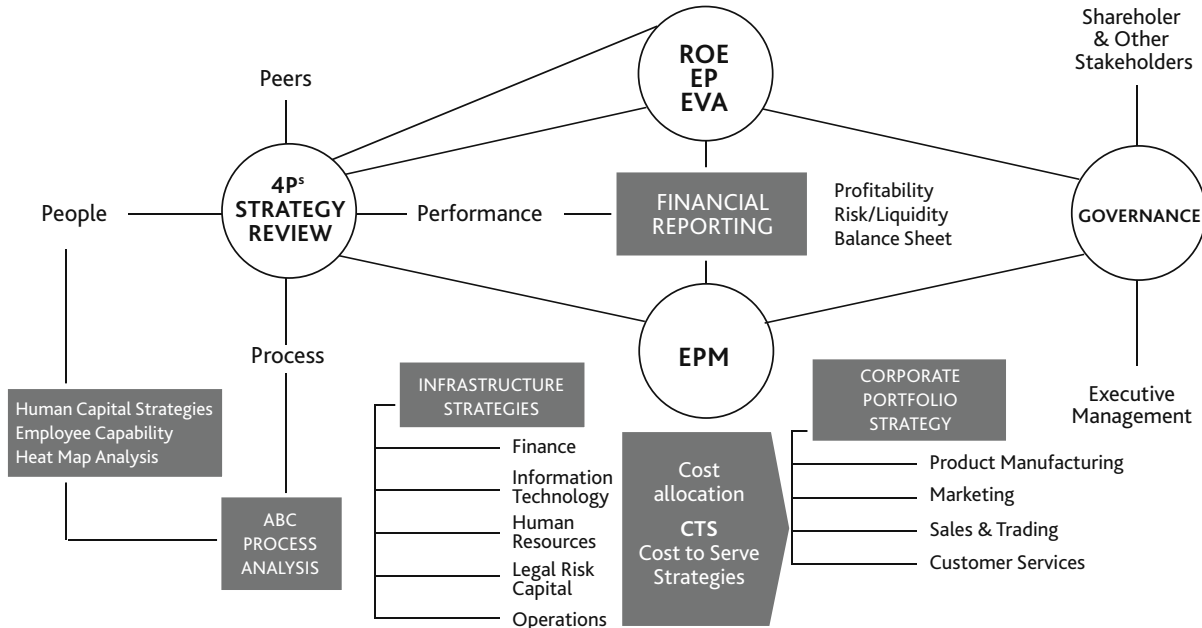 Peers
ROE
EP
EVA
Shareholer
& Other
Stakeholders
People
4Pˢ
STRATEGY
REVIEW
Performance
FINANCIAL
REPORTING
Profitability
Risk/Liquidity
Balance Sheet
GOVERNANCE
Process
EPM
Executive
Management
Human Capital Strategies
Employee Capability
Heat Map Analysis
ABC
PROCESS
ANALYSIS
INFRASTRUCTURE
STRATEGIES
Finance
Information
Technology
Human
Resources
Legal Risk
Capital
Operations
Cost
allocation
CTS
Cost to Serve
Strategies
CORPORATE
PORTFOLIO
STRATEGY
Product Manufacturing
Marketing
Sales & Trading
Customer Services